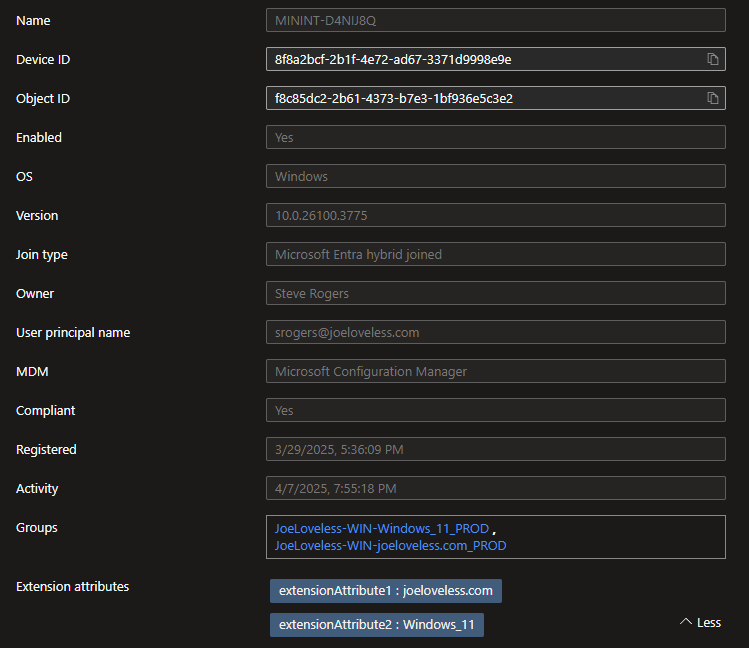 Name MININT-D4NIJ8Q
Device ID 8f8a2bcf-2b1f-4e72-ad67-3371d9998e9e
Object ID f8c85dc2-2b61-4373-b7e3-1bf936e5c3e2
Enabled Yes
OS Windows
Version 10.0.26100.3775
Join type Microsoft Entra hybrid joined
Owner Steve Rogers
User principal name srogers@joeloveless.com
MDM Microsoft Configuration Manager
Compliant Yes
Registered 3/29/2025, 5:36:09 PM
Activity 4/7/2025, 7:55:18 PM
Groups JoeLoveless-WIN-Windows_11_PROD ,
JoeLoveless-WIN-joeloveless.com_PROD
Extension attributes extensionAttribute1 : joeloveless.com
extensionAttribute2 : Windows_11 Less